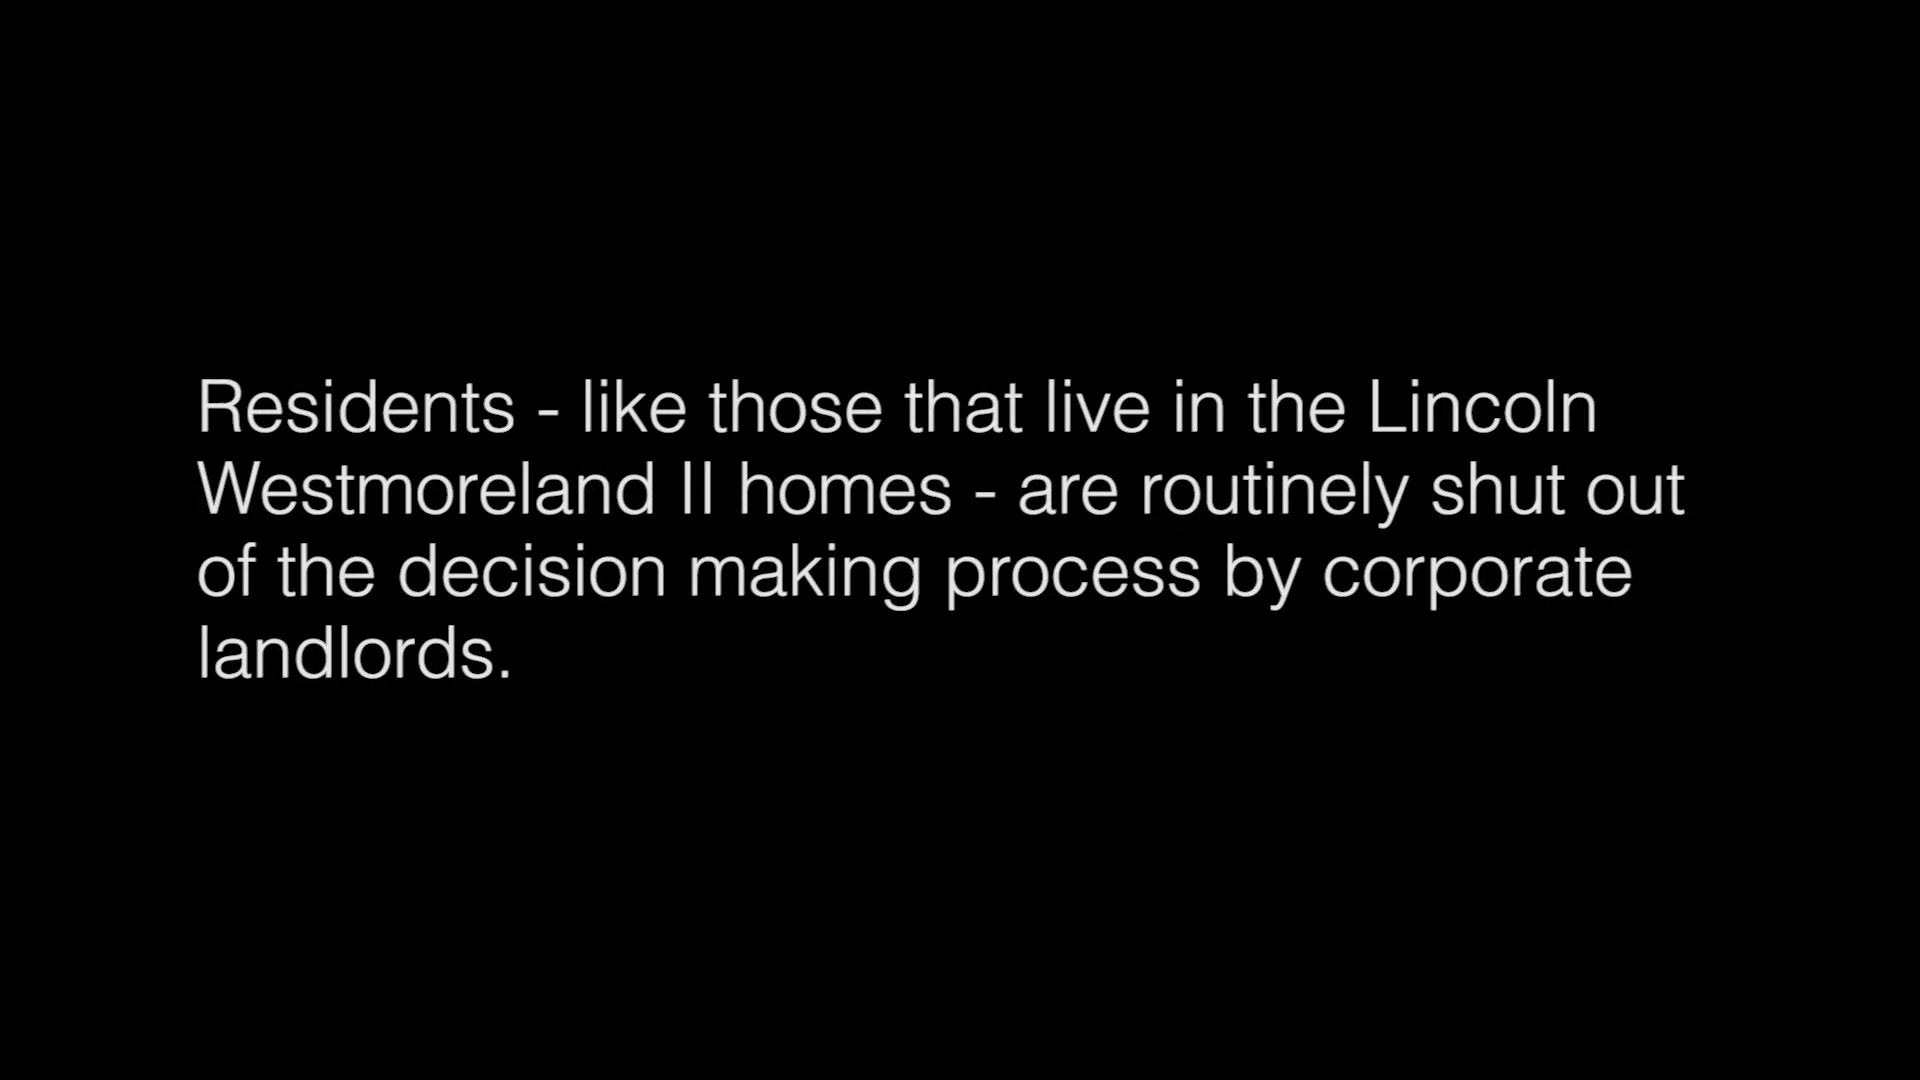 Residents - like those that live in the Lincoln
Westmoreland II homes - are routinely shut out
of the decision making process by corporate
landlords.